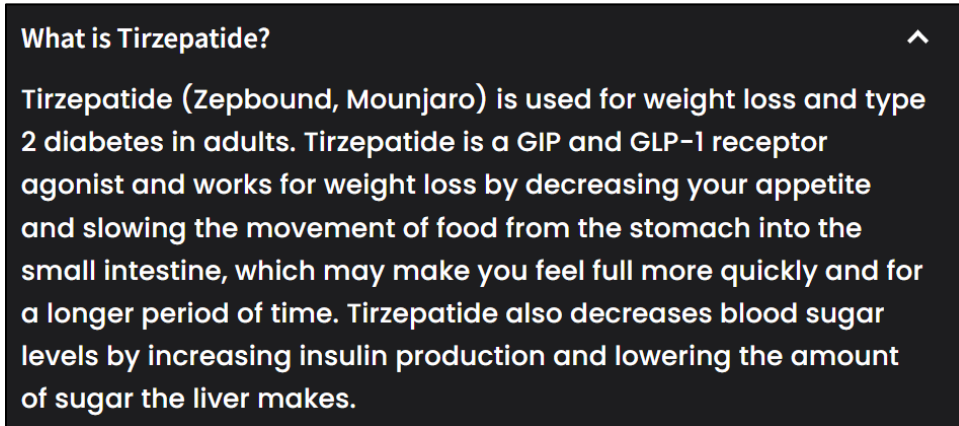 What is Tirzepatide?
Tirzepatide (Zepbound, Mounjaro) is used for weight loss and type
2 diabetes in adults. Tirzepatide is a GIP and GLP-1 receptor
agonist and works for weight loss by decreasing your appetite
and slowing the movement of food from the stomach into the
small intestine, which may make you feel full more quickly and for
a longer period of time. Tirzepatide also decreases blood sugar
levels by increasing insulin production and lowering the amount
of sugar the liver makes.